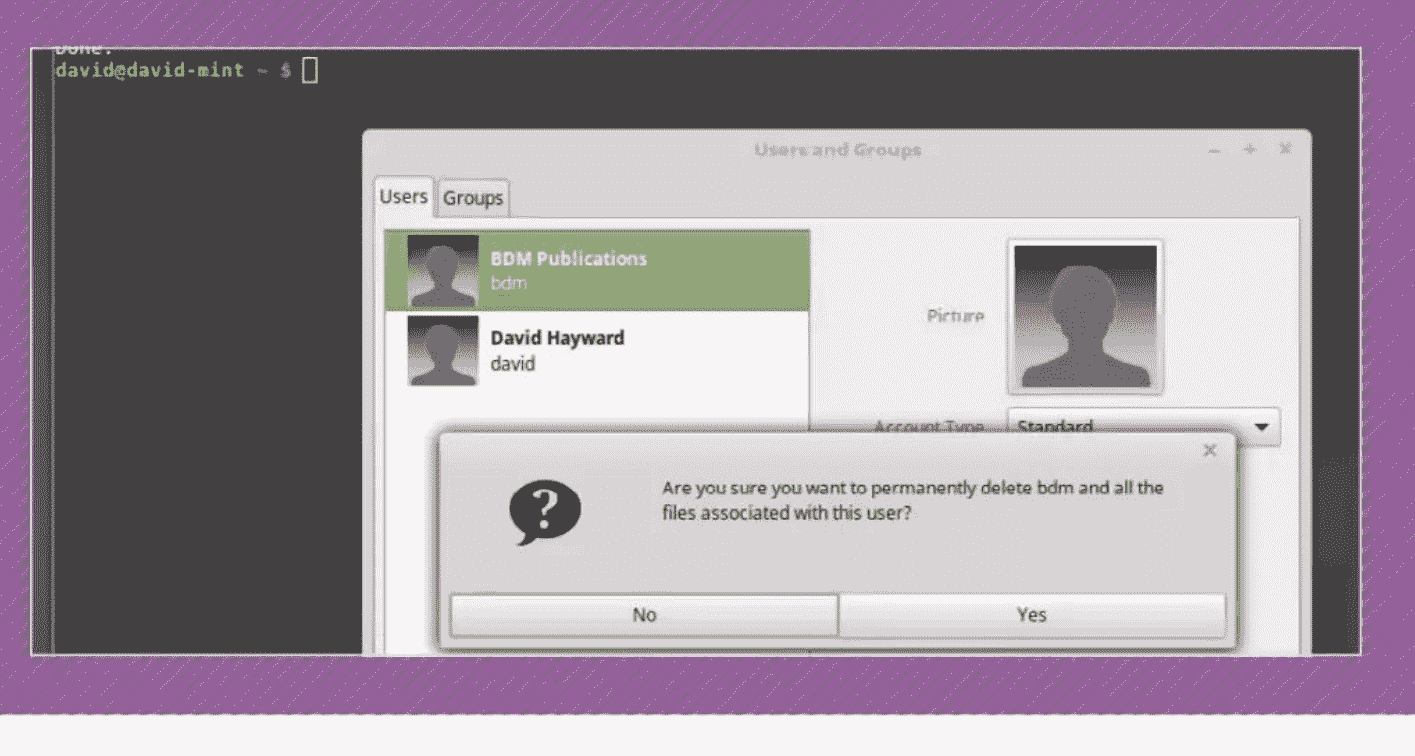 Done.
david@david-mint ~ $
Users and Groups
Users Groups
BDM Publications
bdm
David Hayward
david
Picture
Account Type Standard
Are you sure you want to permanently delete bdm and all the
files associated with this user?
No Yes